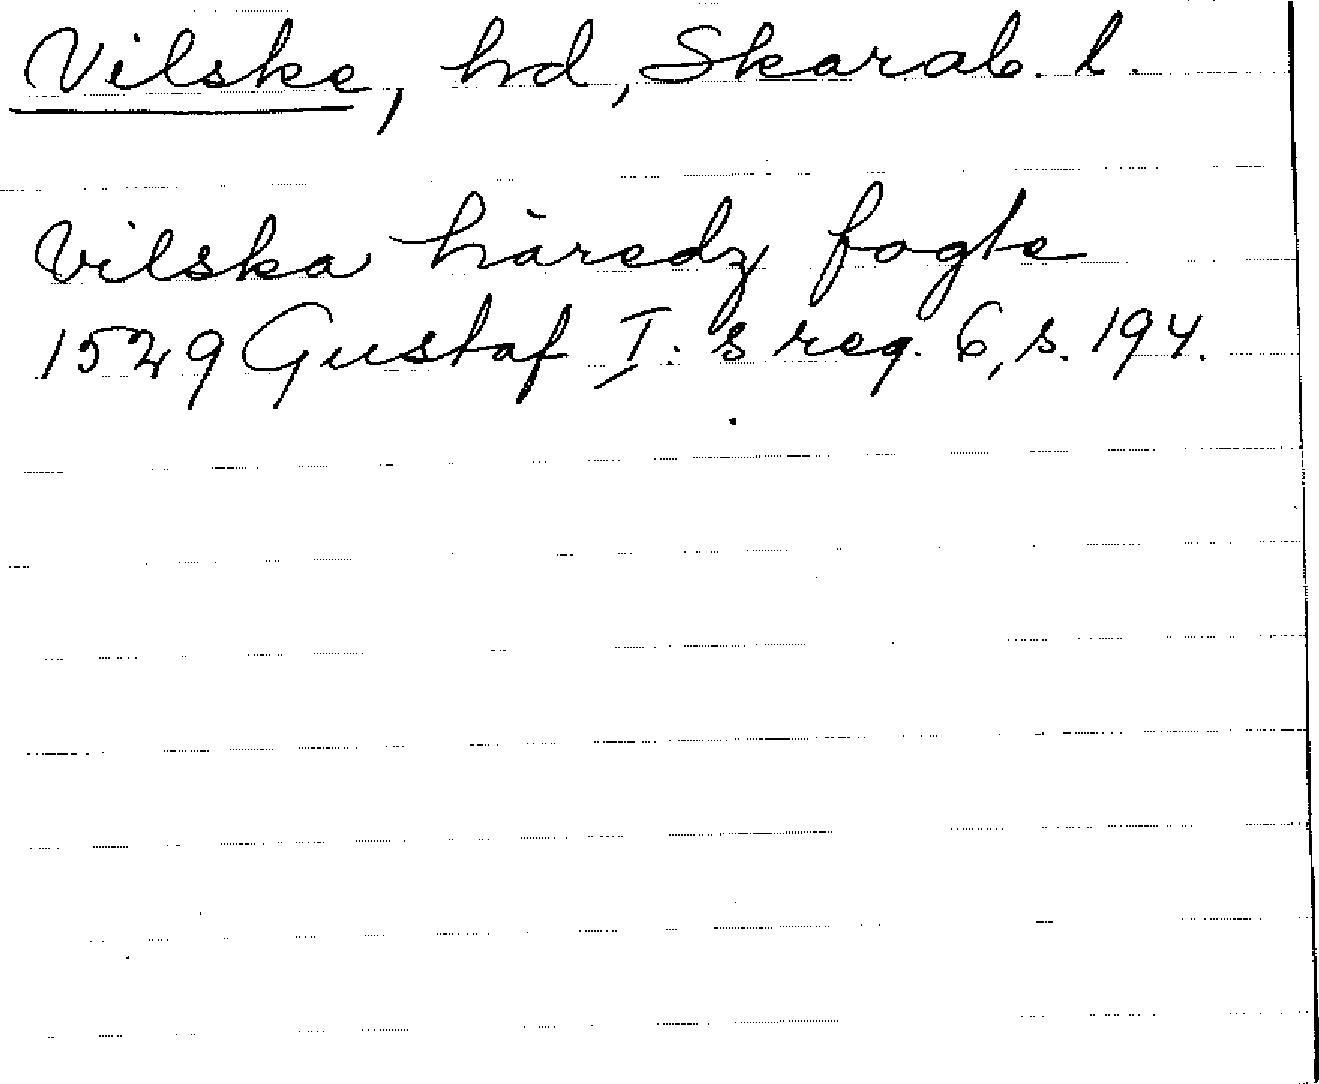 Vilske, hd, Skarab. l.
Vilska häredz fogte
1529 Gustaf I:s reg. 6, s. 194.